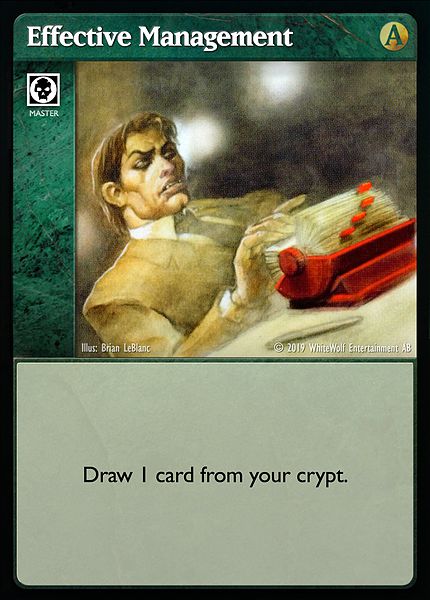 Effective Management
A
MASTER
Illus: Brian LeBlanc
© 2019 WhiteWolf Entertainment AB
Draw 1 card from your crypt.